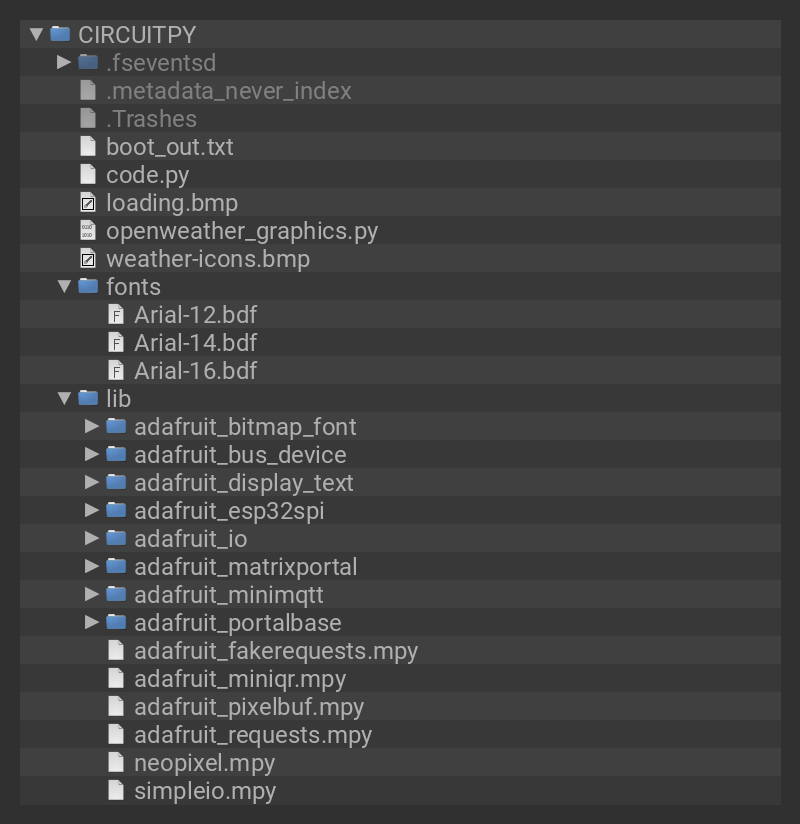 CIRCUITPY
.fseventsd
.metadata_never_index
.Trashes
boot_out.txt
code.py
loading.bmp
openweather_graphics.py
weather-icons.bmp
fonts
Arial-12.bdf
Arial-14.bdf
Arial-16.bdf
lib
adafruit_bitmap_font
adafruit_bus_device
adafruit_display_text
adafruit_esp32spi
adafruit_io
adafruit_matrixportal
adafruit_minimqtt
adafruit_portalbase
adafruit_fakerequests.mpy
adafruit_miniqr.mpy
adafruit_pixelbuf.mpy
adafruit_requests.mpy
neopixel.mpy
simpleio.mpy